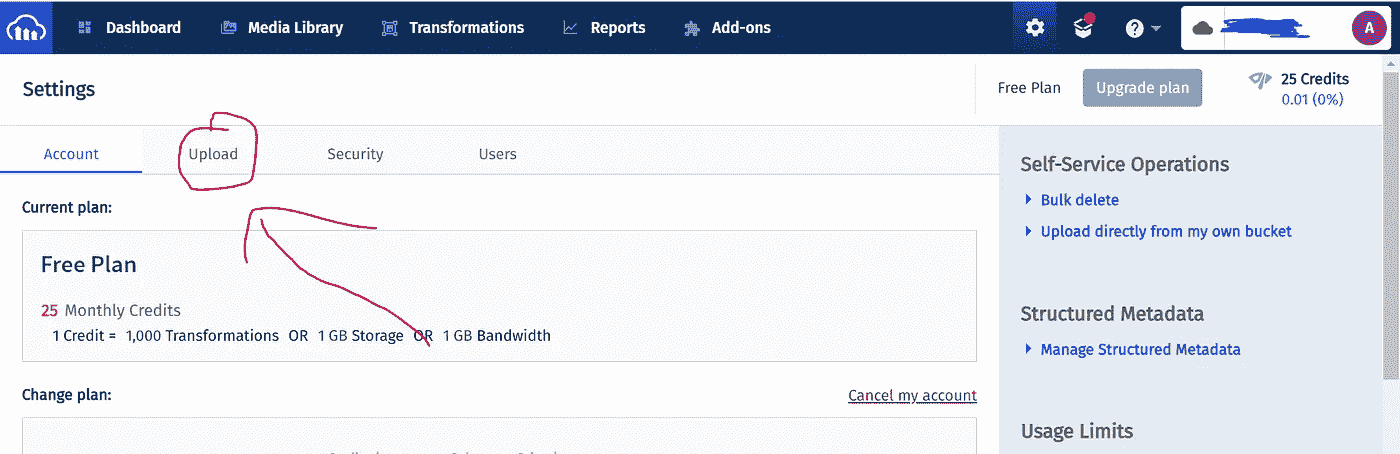 Dashboard Media Library Transformations Reports Add-ons A
Settings
Free Plan Upgrade plan 25 Credits
0.01 (0%)
Account Upload Security Users
Current plan:
Free Plan
25 Monthly Credits
1 Credit = 1,000 Transformations OR 1 GB Storage OR 1 GB Bandwidth
Change plan: Cancel my account
Self-Service Operations
Bulk delete
Upload directly from my own bucket
Structured Metadata
Manage Structured Metadata
Usage Limits